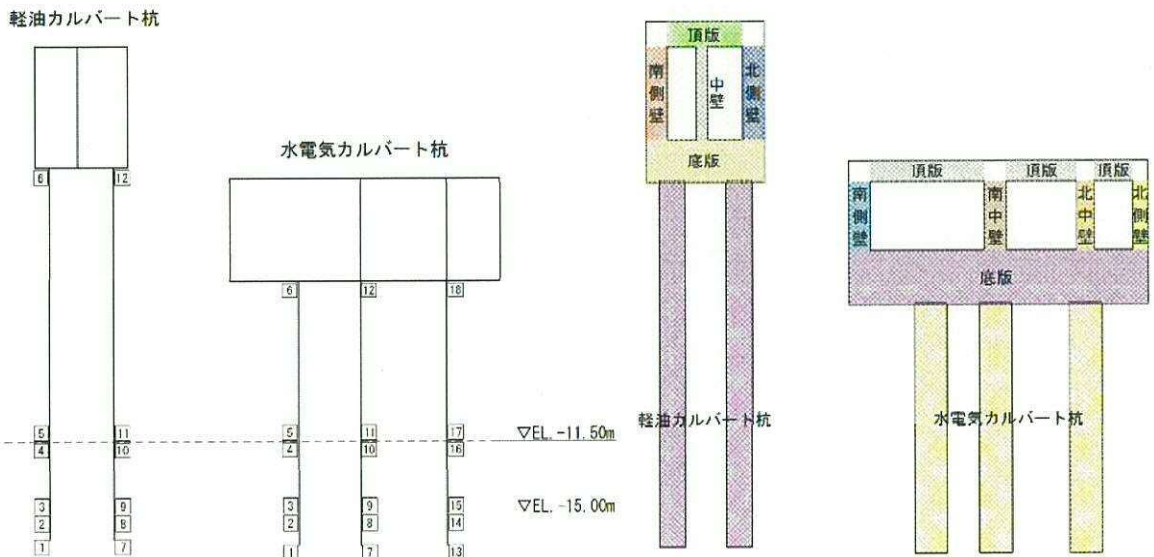 軽油カルバート杭
6
12
水電気カルバート杭
6
12
18
5
11
4
10
5
11
17
4
10
16
▽EL. -11.50m
3
9
2
8
3
9
15
2
8
14
▽EL. -15.00m
1
7
1
7
13
頂版
南側壁
中壁
北側壁
底版
軽油カルバート杭
頂版
頂版
頂版
南側壁
南中壁
北中壁
北側壁
底版
水電気カルバート杭